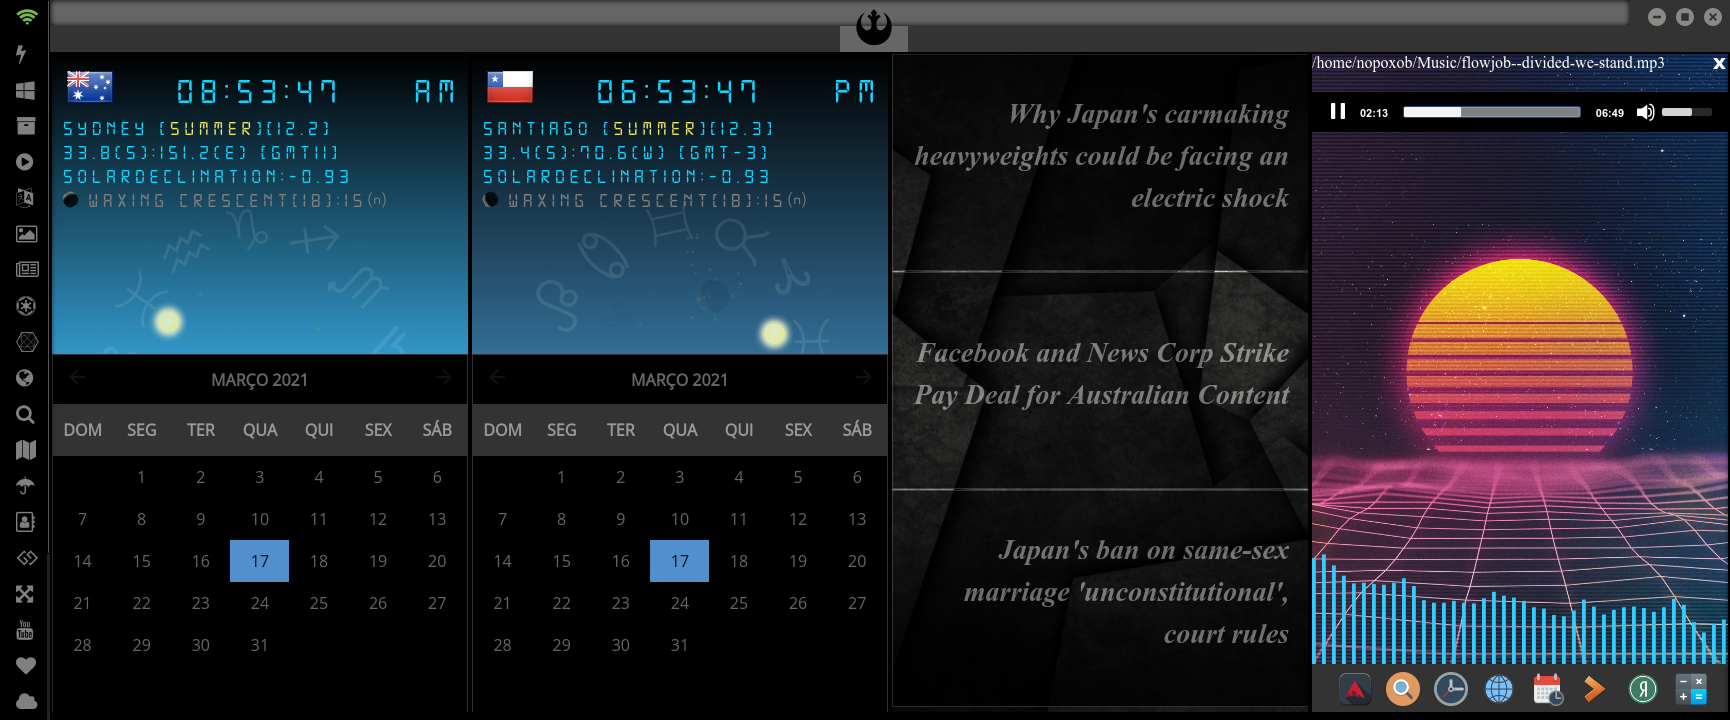 08:53:47 AM
SYDNEY [SUMMER][12.2]
33.8(S):151.2(E) [GMT11]
SOLARDECLINATION:-0.93
WAXING CRESCENT[18]:15(n)
MARÇO 2021
DOM SEG TER QUA QUI SEX SÁB
1 2 3 4 5 6
7 8 9 10 11 12 13
14 15 16 17 18 19 20
21 22 23 24 25 26 27
28 29 30 31
06:53:47 PM
SANTIAGO [SUMMER][12.3]
33.4(S):70.6(W) [GMT-3]
SOLARDECLINATION:-0.93
WAXING CRESCENT[18]:15(n)
MARÇO 2021
DOM SEG TER QUA QUI SEX SÁB
1 2 3 4 5 6
7 8 9 10 11 12 13
14 15 16 17 18 19 20
21 22 23 24 25 26 27
28 29 30 31
Why Japan's carmaking
heavyweights could be facing an
electric shock
Facebook and News Corp Strike
Pay Deal for Australian Content
Japan's ban on same-sex
marriage 'unconstitutional',
court rules
/home/nopoxob/Music/flowjob--divided-we-stand.mp3 x
02:13 06:49
You
Tube
Я